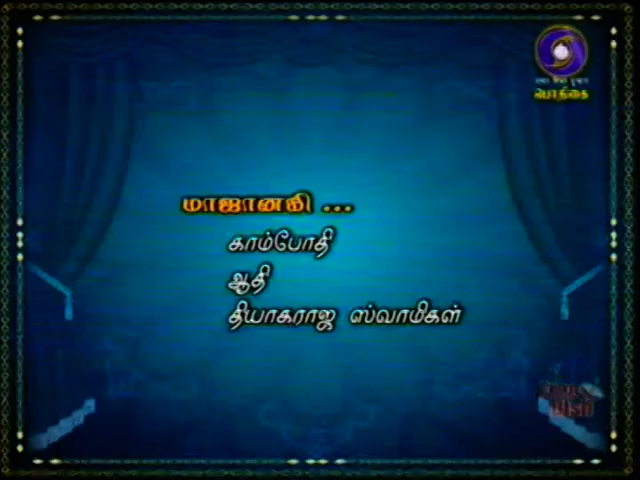 பொதிகை
மாஜானகி ...
காம்போதி
ஆதி
தியாகராஜ ஸ்வாமிகள்